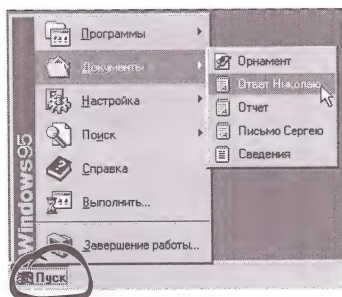 Программы
Документы
Настройка
Поиск
Справка
Выполнить...
Завершение работы...
Windows95
Пуск
Орнамент
Ответ Николаю
Отчет
Письмо Сергею
Сведения